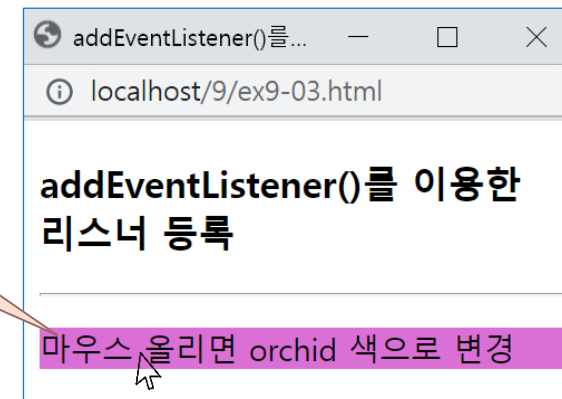 addEventListener()를...
localhost/9/ex9-03.html
addEventListener()를 이용한
리스너 등록
마우스 올리면 orchid 색으로 변경